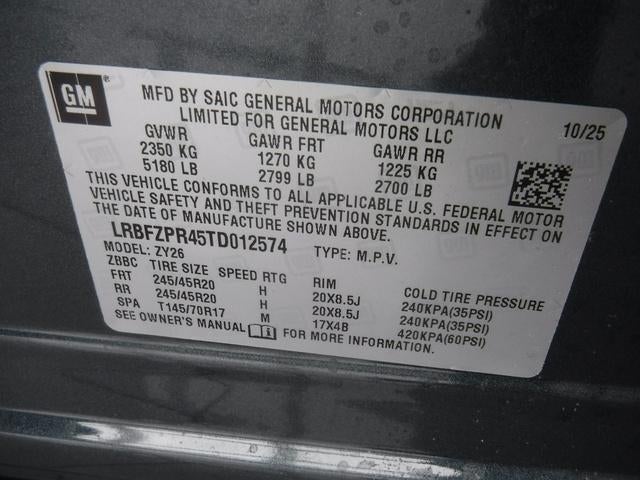 GM
MFD BY SAIC GENERAL MOTORS CORPORATION
LIMITED FOR GENERAL MOTORS LLC
10/25
GVWR GAWR FRT GAWR RR
2350 KG 1270 KG 1225 KG
5180 LB 2799 LB 2700 LB
THIS VEHICLE CONFORMS TO ALL APPLICABLE U.S. FEDERAL MOTOR
VEHICLE SAFETY AND THEFT PREVENTION STANDARDS IN EFFECT ON
THE DATE OF MANUFACTURE SHOWN ABOVE.
LRBFZPR45TD012574 TYPE: M.P.V.
MODEL: ZY26
ZBBC TIRE SIZE SPEED RTG RIM COLD TIRE PRESSURE
FRT 245/45R20 H 20X8.5J 240KPA(35PSI)
RR 245/45R20 H 20X8.5J 240KPA(35PSI)
SPA T145/70R17 M 17X4B 420KPA(60PSI)
SEE OWNER'S MANUAL FOR MORE INFORMATION.